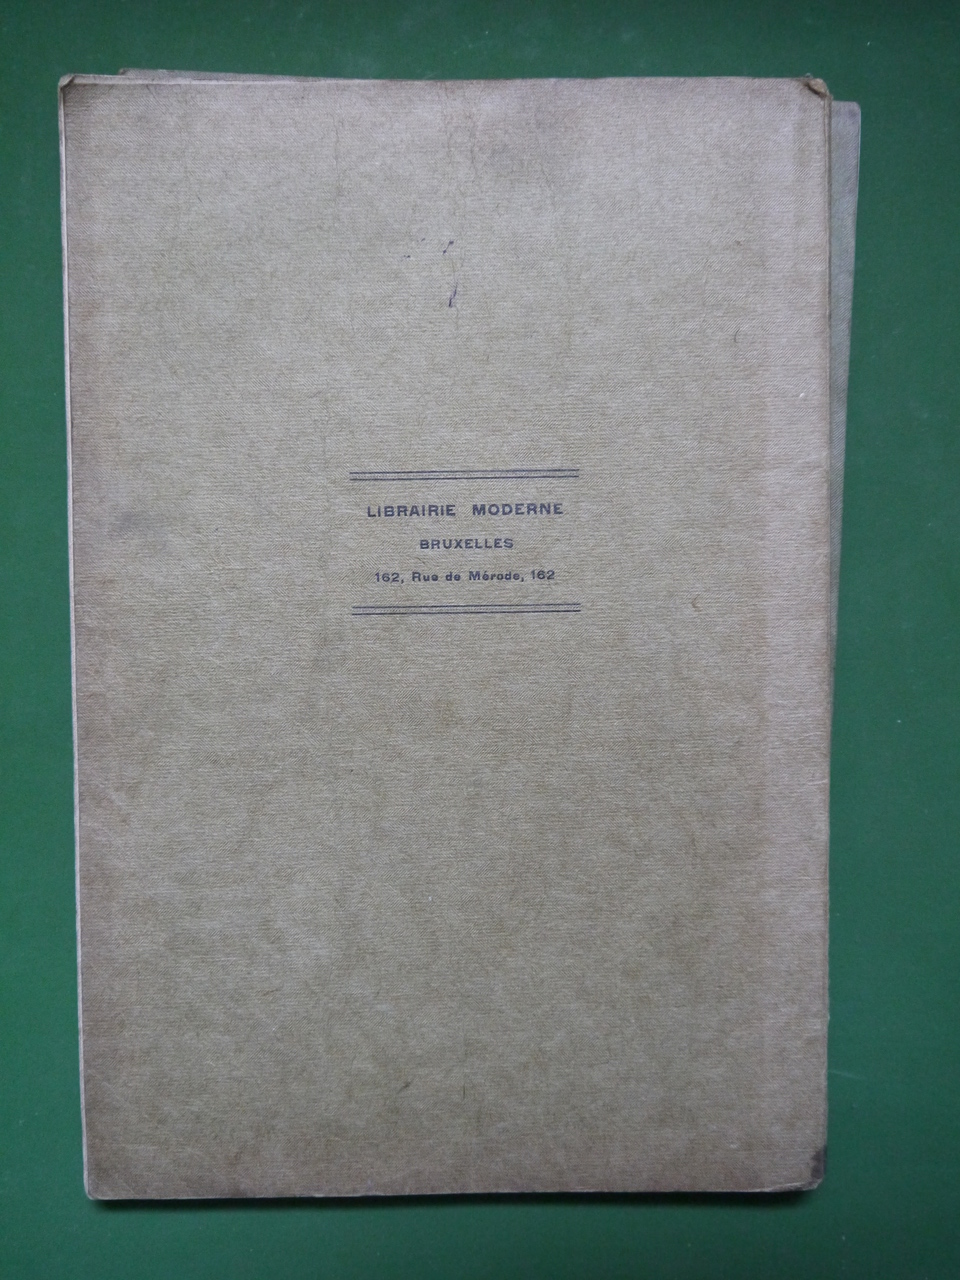 LIBRAIRIE MODERNE
BRUXELLES
162, Rue de Mérode, 162